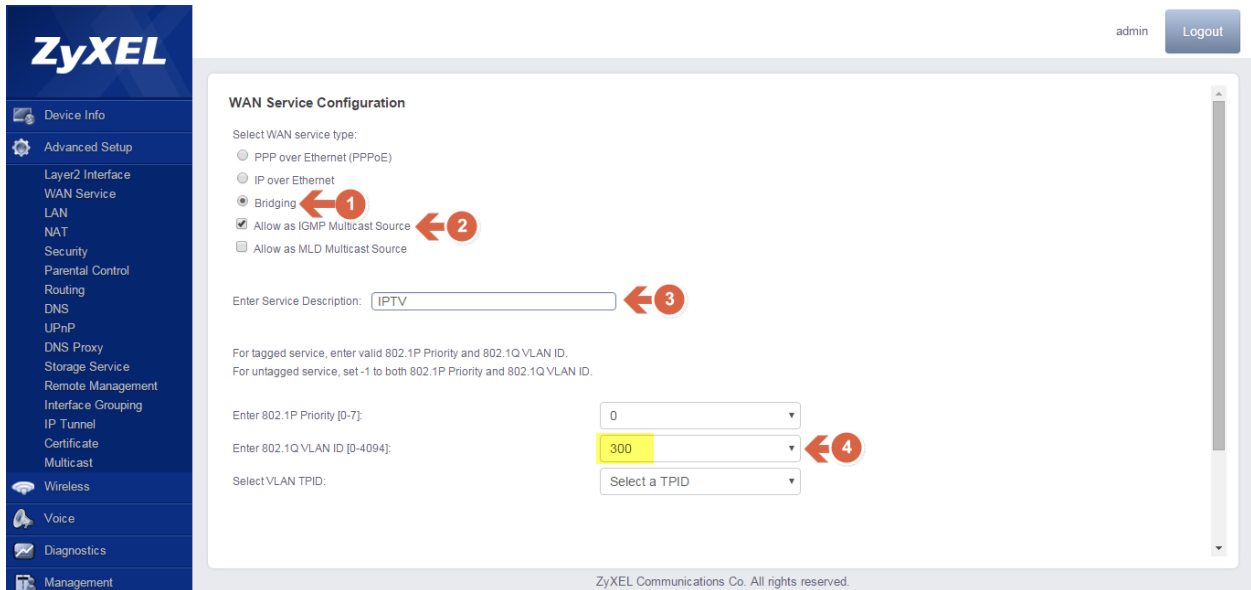 ZyXEL
admin
Logout
Device Info
Advanced Setup
Layer2 Interface
WAN Service
LAN
NAT
Security
Parental Control
Routing
DNS
UPnP
DNS Proxy
Storage Service
Remote Management
Interface Grouping
IP Tunnel
Certificate
Multicast
Wireless
Voice
Diagnostics
Management
WAN Service Configuration
Select WAN service type:
PPP over Ethernet (PPPoE)
IP over Ethernet
Bridging 1
Allow as IGMP Multicast Source 2
Allow as MLD Multicast Source
Enter Service Description: IPTV 3
For tagged service, enter valid 802.1P Priority and 802.1Q VLAN ID.
For untagged service, set -1 to both 802.1P Priority and 802.1Q VLAN ID.
Enter 802.1P Priority [0-7]: 0
Enter 802.1Q VLAN ID [0-4094]: 300 4
Select VLAN TPID: Select a TPID
ZyXEL Communications Co. All rights reserved.